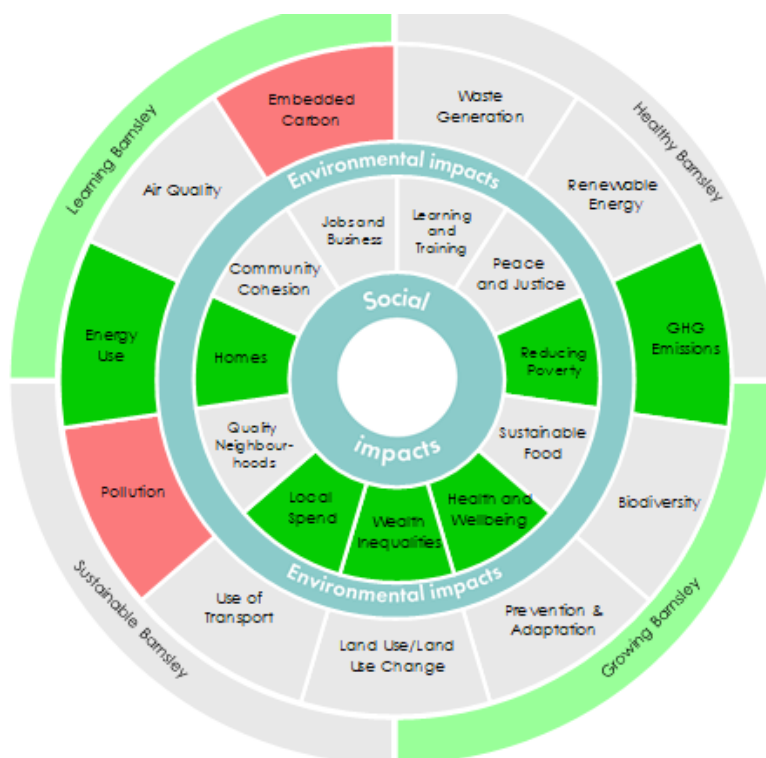 Learning Barnsley
Healthy Barnsley
Embedded
Carbon
Waste
Generation
Air Quality
Renewable
Energy
Environmental impacts
Jobs and
Business
Learning
and
Training
Community
Cohesion
Peace
and Justice
Social
Energy
Use
Homes
Reducing
Poverty
GHG
Emissions
Quality
Neighbour-
hoods
impacts
Sustainable
Food
Pollution
Local
Spend
Wealth
Inequalities
Health and
Wellbeing
Biodiversity
Environmental impacts
Use of
Transport
Land Use/Land
Use Change
Prevention &
Adaptation
Sustainable Barnsley
Growing Barnsley